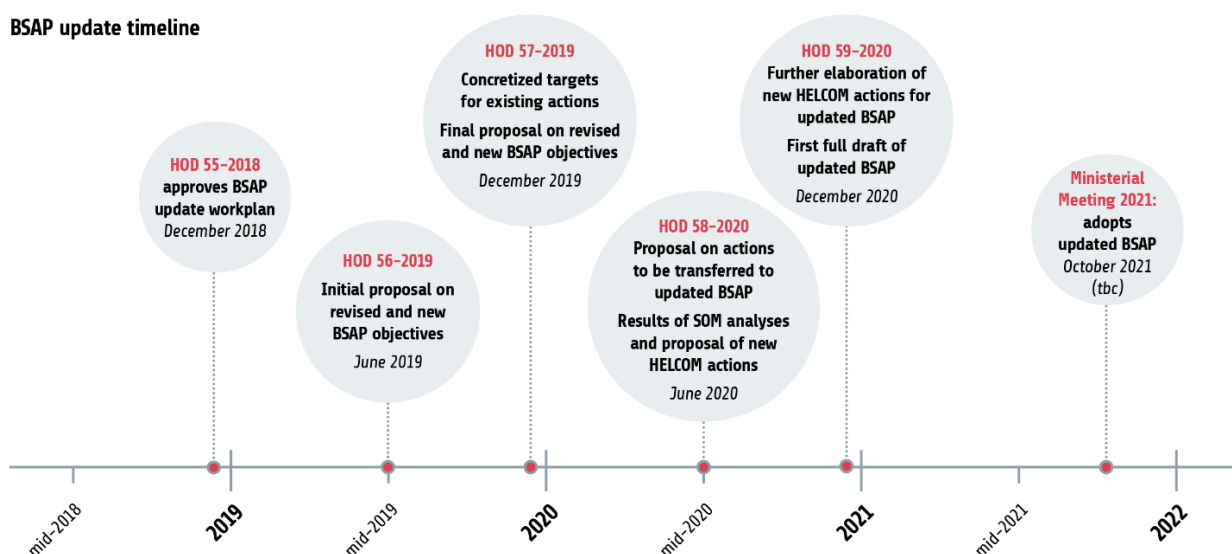 BSAP update timeline
HOD 55–2018
approves BSAP
update workplan
December 2018
HOD 56–2019
Initial proposal on
revised and new
BSAP objectives
June 2019
HOD 57–2019
Concretized targets
for existing actions
Final proposal on revised
and new BSAP objectives
December 2019
HOD 58–2020
Proposal on actions
to be transferred to
updated BSAP
Results of SOM analyses
and proposal of new
HELCOM actions
June 2020
HOD 59–2020
Further elaboration of
new HELCOM actions for
updated BSAP
First full draft of
updated BSAP
December 2020
Ministerial
Meeting 2021:
adopts
updated BSAP
October 2021
(tbc)
mid–2018
2019
mid–2019
2020
mid–2020
2021
mid–2021
2022